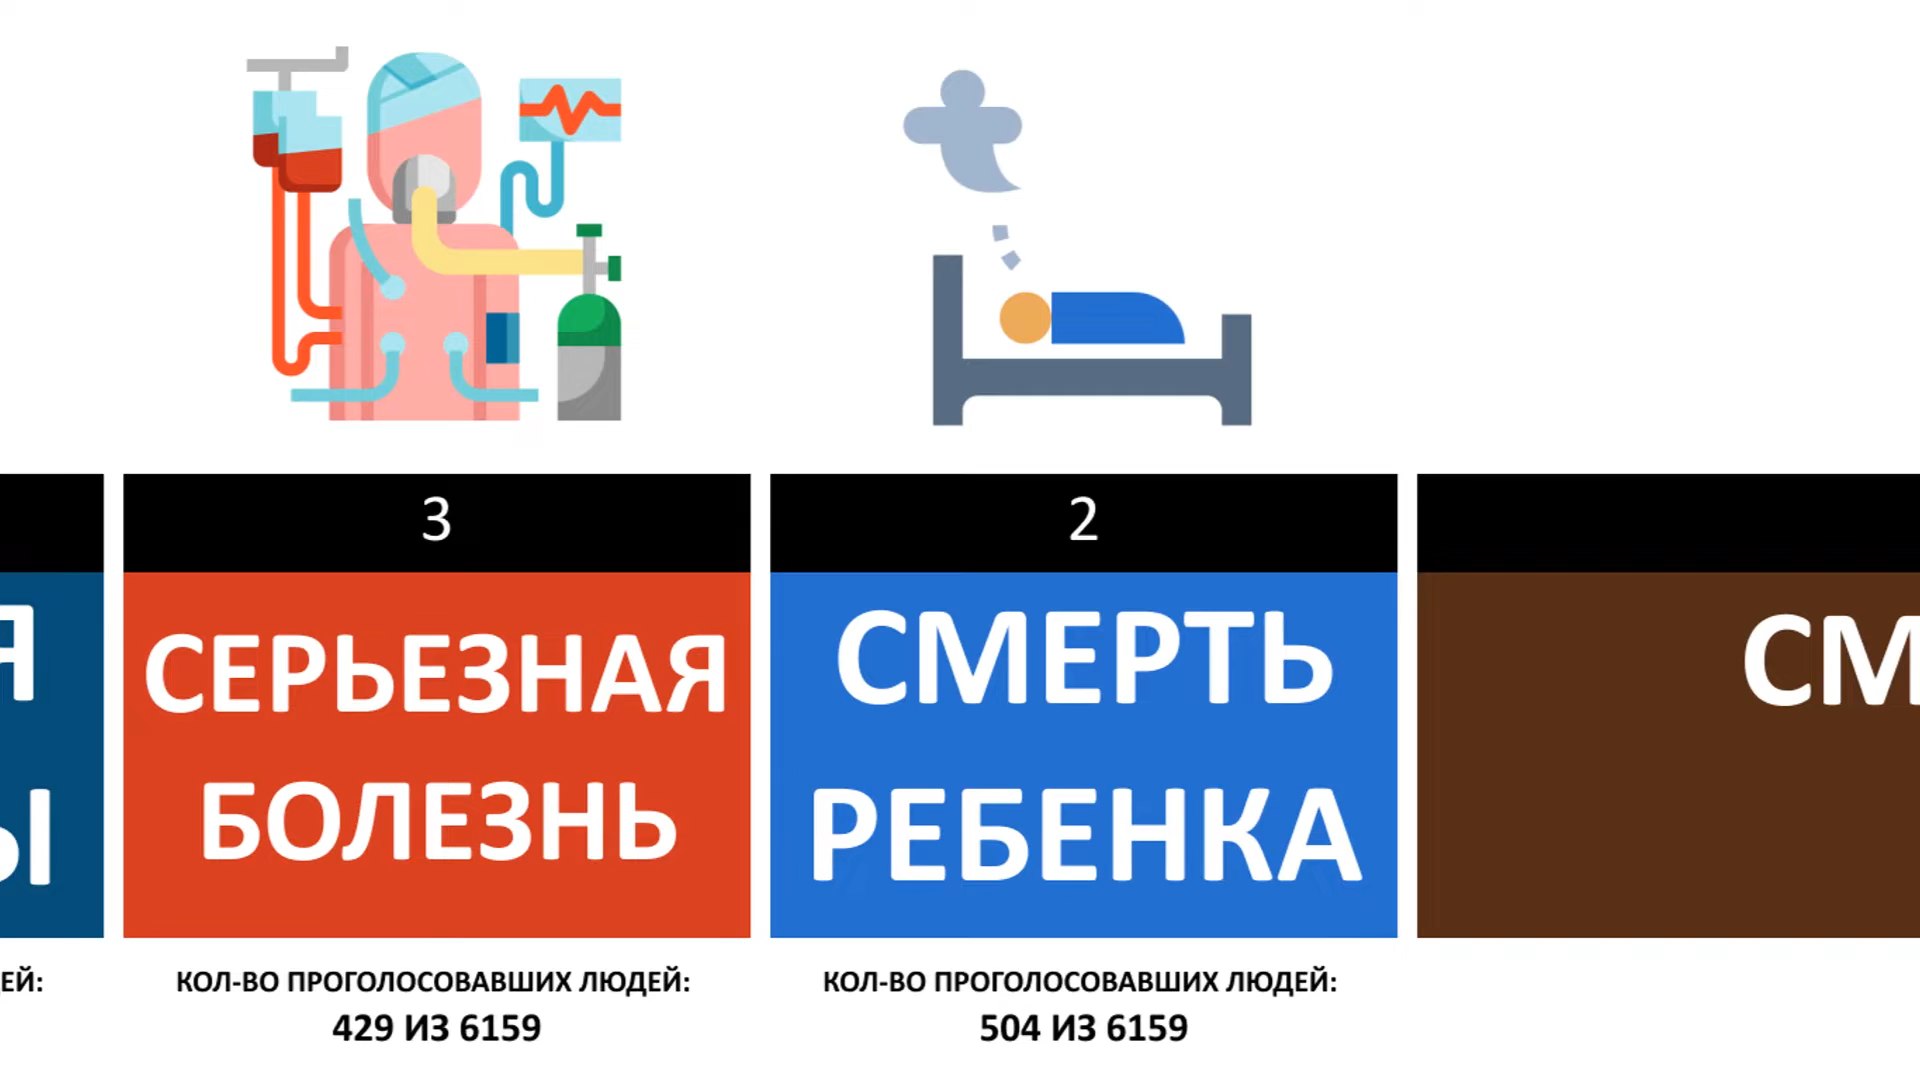 3
СЕРЬЕЗНАЯ
БОЛЕЗНЬ
КОЛ-ВО ПРОГОЛОСОВАВШИХ ЛЮДЕЙ:
429 ИЗ 6159
2
СМЕРТЬ
РЕБЕНКА
КОЛ-ВО ПРОГОЛОСОВАВШИХ ЛЮДЕЙ:
504 ИЗ 6159